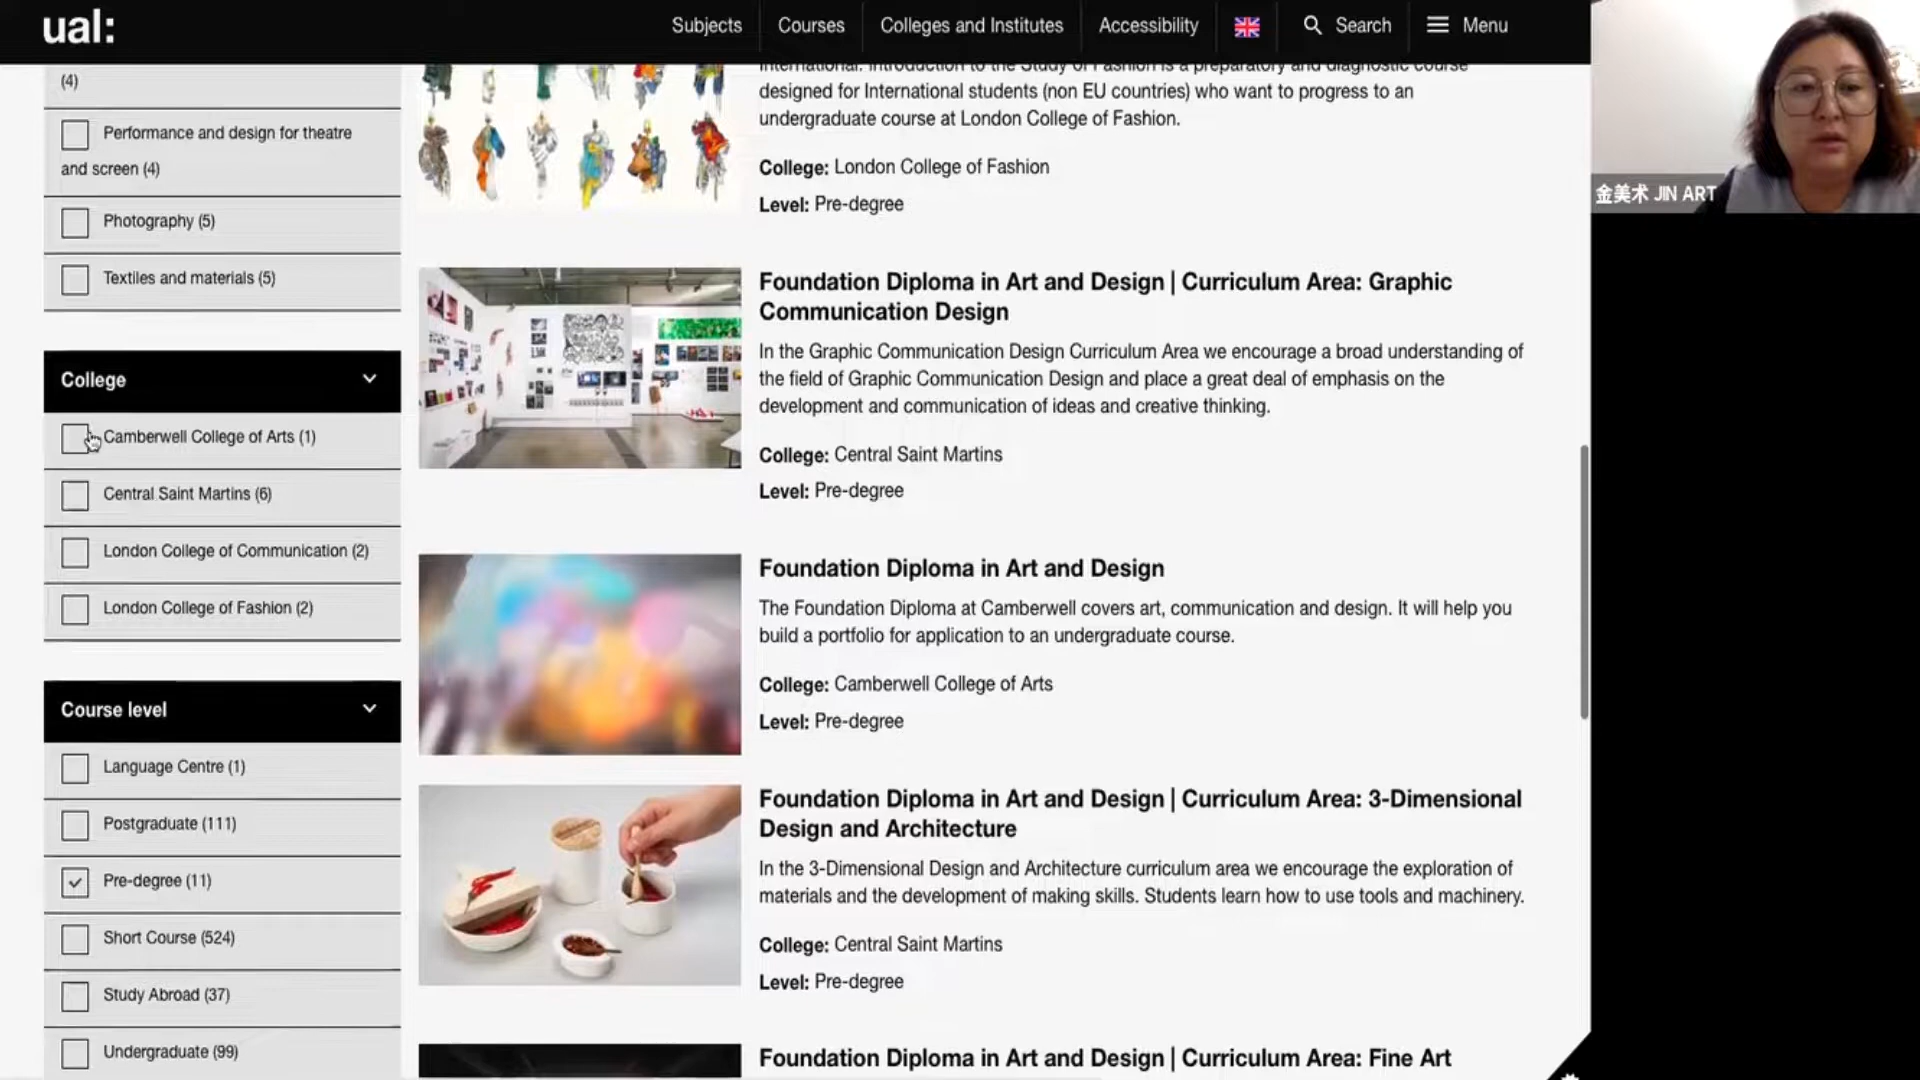 ual:
Subjects
Courses
Colleges and Institutes
Accessibility
Search
Menu
(4)
Performance and design for theatre
and screen (4)
Photography (5)
Textiles and materials (5)
College
Camberwell College of Arts (1)
Central Saint Martins (6)
London College of Communication (2)
London College of Fashion (2)
Course level
Language Centre (1)
Postgraduate (111)
Pre-degree (11)
Short Course (524)
Study Abroad (37)
Undergraduate (99)
International: Introduction to the Study of Fashion is a preparatory and diagnostic course
designed for International students (non EU countries) who want to progress to an
undergraduate course at London College of Fashion.
College: London College of Fashion
Level: Pre-degree
Foundation Diploma in Art and Design | Curriculum Area: Graphic
Communication Design
In the Graphic Communication Design Curriculum Area we encourage a broad understanding of
the field of Graphic Communication Design and place a great deal of emphasis on the
development and communication of ideas and creative thinking.
College: Central Saint Martins
Level: Pre-degree
Foundation Diploma in Art and Design
The Foundation Diploma at Camberwell covers art, communication and design. It will help you
build a portfolio for application to an undergraduate course.
College: Camberwell College of Arts
Level: Pre-degree
Foundation Diploma in Art and Design | Curriculum Area: 3-Dimensional
Design and Architecture
In the 3-Dimensional Design and Architecture curriculum area we encourage the exploration of
materials and the development of making skills. Students learn how to use tools and machinery.
College: Central Saint Martins
Level: Pre-degree
Foundation Diploma in Art and Design | Curriculum Area: Fine Art
金美术 JIN ART